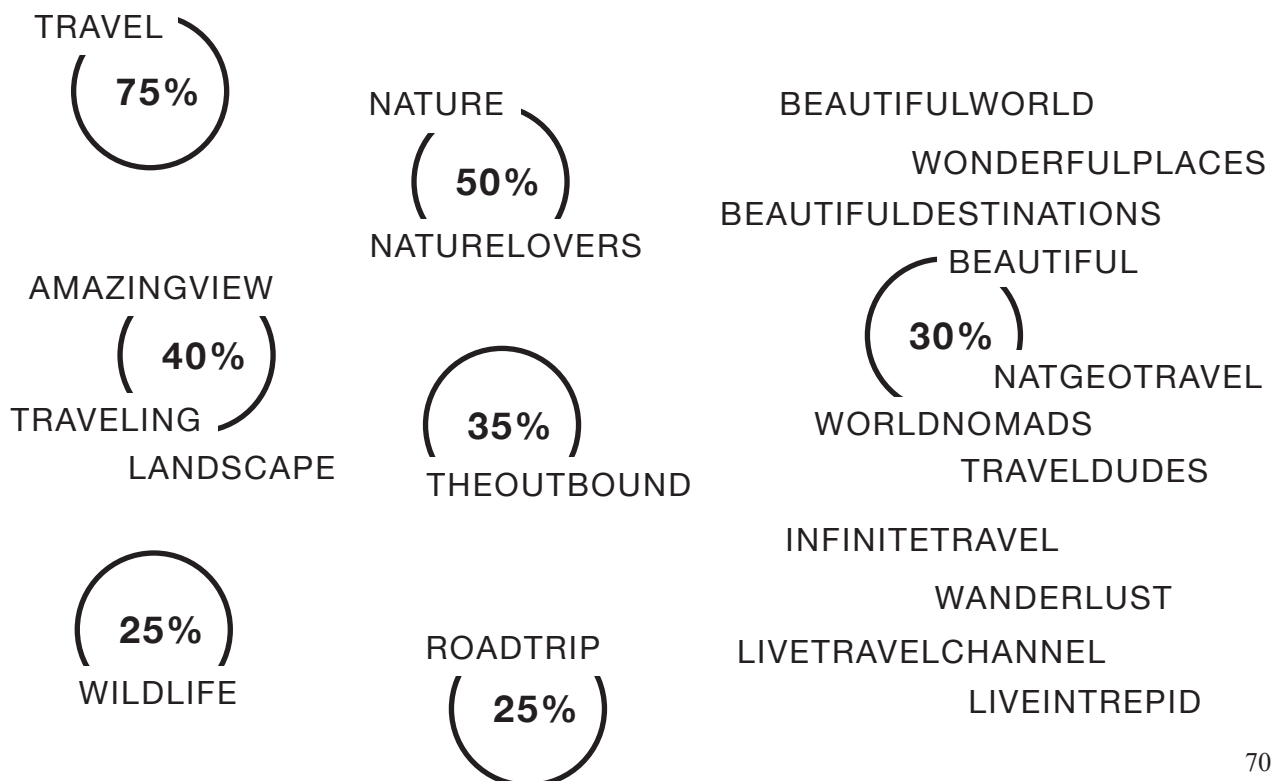 TRAVEL
75%
NATURE
50%
NATURELOVERS
AMAZINGVIEW
40%
TRAVELING
LANDSCAPE
35%
THEOUTBOUND
25%
WILDLIFE
ROADTRIP
25%
BEAUTIFULWORLD
WONDERFULPLACES
BEAUTIFULDESTINATIONS
BEAUTIFUL
30%
NATGEOTRAVEL
WORLDNOMADS
TRAVELDUDES
INFINITETRAVEL
WANDERLUST
LIVETRAVELCHANNEL
LIVEINTREPID
70